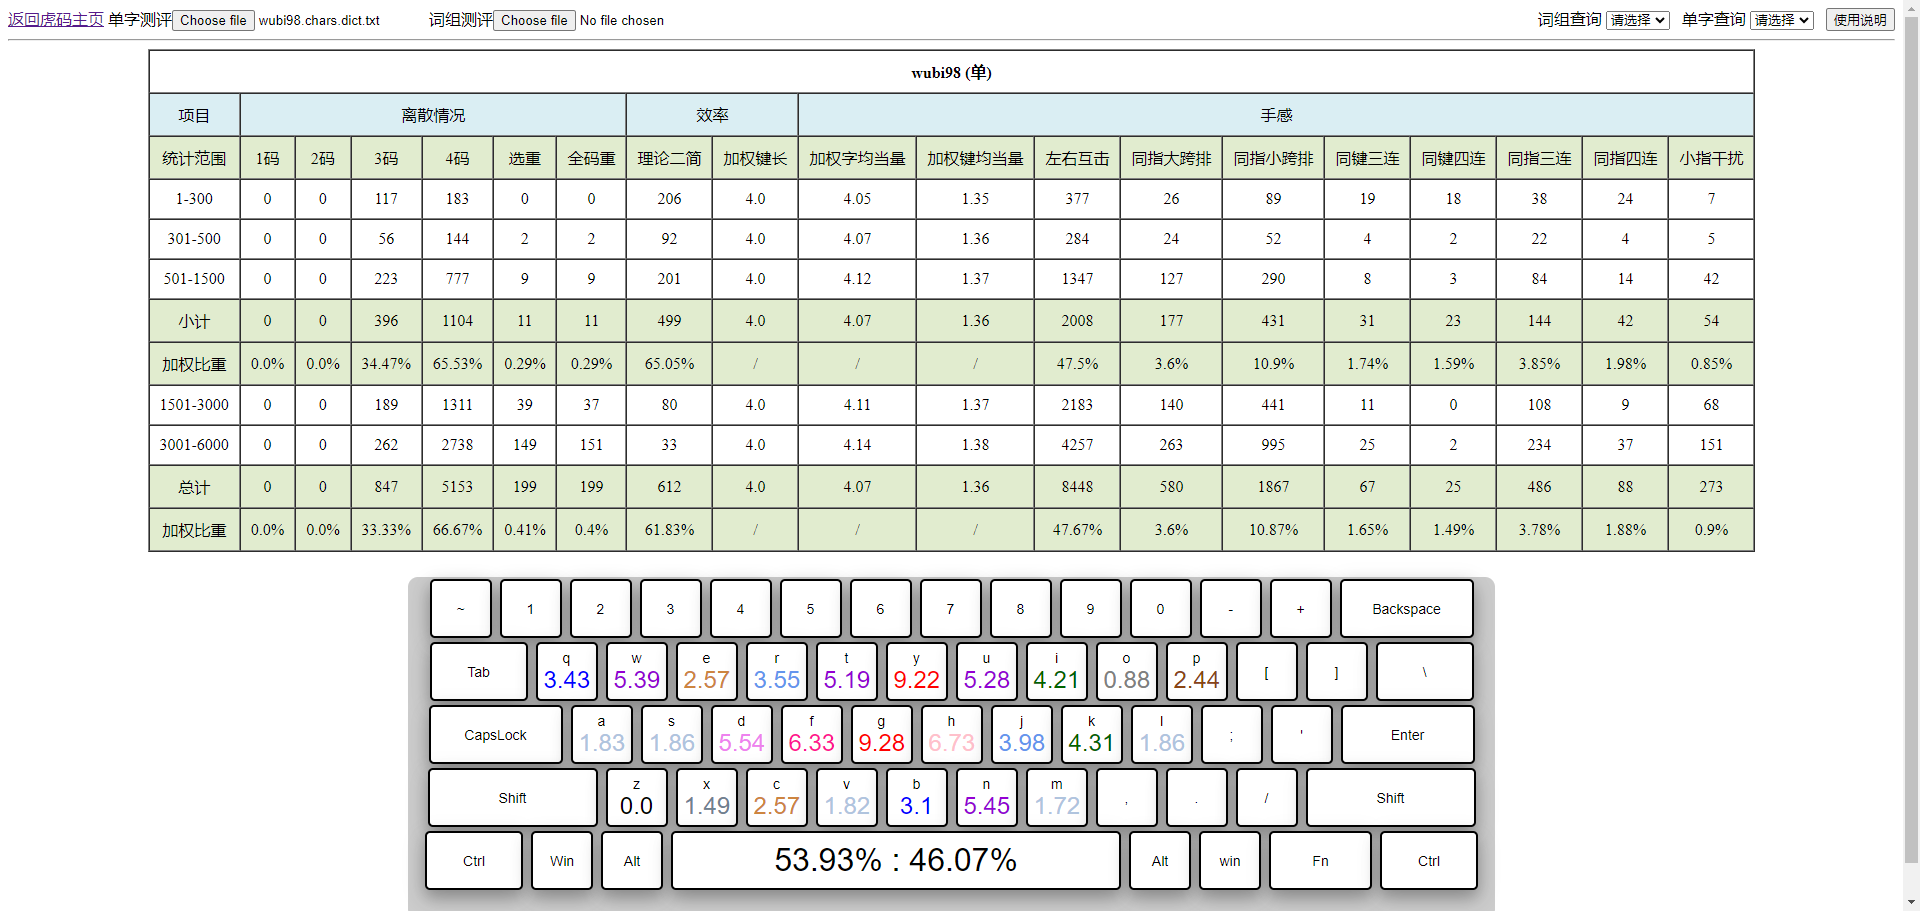 返回虎码主页 单字测评 Choose file wubi98.chars.dict.txt 词组测评 Choose file No file chosen 词组查询 请选择 单字查询 请选择 使用说明
wubi98 (单)
项目 离散情况 效率 手感
统计范围 1码 2码 3码 4码 选重 全码重 理论二简 加权键长 加权字均当量 加权键均当量 左右互击 同指大跨排 同指小跨排 同键三连 同键四连 同指三连 同指四连 小指干扰
1-300 0 0 117 183 0 0 206 4.0 4.05 1.35 377 26 89 19 18 38 24 7
301-500 0 0 56 144 2 2 92 4.0 4.07 1.36 284 24 52 4 2 22 4 5
501-1500 0 0 223 777 9 9 201 4.0 4.12 1.37 1347 127 290 8 3 84 14 42
小计 0 0 396 1104 11 11 499 4.0 4.07 1.36 2008 177 431 31 23 144 42 54
加权比重 0.0% 0.0% 34.47% 65.53% 0.29% 0.29% 65.05% / / / 47.5% 3.6% 10.9% 1.74% 1.59% 3.85% 1.98% 0.85%
1501-3000 0 0 189 1311 39 37 80 4.0 4.11 1.37 2183 140 441 11 0 108 9 68
3001-6000 0 0 262 2738 149 151 33 4.0 4.14 1.38 4257 263 995 25 2 234 37 151
总计 0 0 847 5153 199 199 612 4.0 4.07 1.36 8448 580 1867 67 25 486 88 273
加权比重 0.0% 0.0% 33.33% 66.67% 0.41% 0.4% 61.83% / / / 47.67% 3.6% 10.87% 1.65% 1.49% 3.78% 1.88% 0.9%
~ 1 2 3 4 5 6 7 8 9 0 - + Backspace
q w e r t y u i o p
Tab 3.43 5.39 2.57 3.55 5.19 9.22 5.28 4.21 0.88 2.44 [ ] \
a s d f g h j k l
CapsLock 1.83 1.86 5.54 6.33 9.28 6.73 3.98 4.31 1.86 ; ' Enter
z x c v b n m
Shift 0.0 1.49 2.57 1.82 3.1 5.45 1.72 , . / Shift
Ctrl Win Alt 53.93% : 46.07% Alt win Fn Ctrl